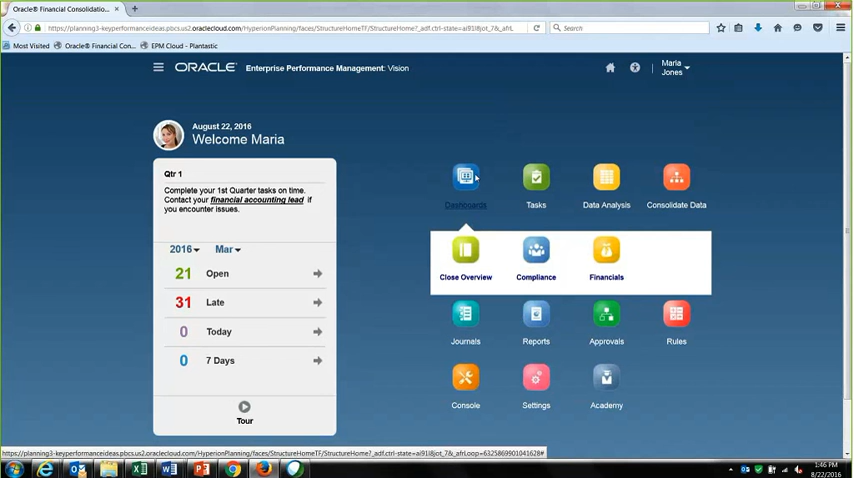 Oracle® Financial Consolidatio...
https://planning3-keyperformanceideas.pbcs.us2.oraclecloud.com/HyperionPlanning/faces/StructureHomeTF/StructureHome?_adf.ctrl-state=ai91l8jot_7&_afrL
Search
Most Visited
Oracle® Financial Con...
EPM Cloud - Plantastic
ORACLE® Enterprise Performance Management: Vision
Maria
Jones
August 22, 2016
Welcome Maria
Qtr 1
Complete your 1st Quarter tasks on time.
Contact your financial accounting lead if
you encounter issues.
2016 Mar
21 Open
31 Late
0 Today
0 7 Days
Tour
Dashboards Tasks Data Analysis Consolidate Data
Close Overview Compliance Financials
Journals Reports Approvals Rules
Console Settings Academy
https://planning3-keyperformanceideas.pbcs.us2.oraclecloud.com/HyperionPlanning/faces/StructureHomeTF/StructureHome?_adf.ctrl-state=ai91l8jot_7&_afrLoop=6325869901041628#
1:46 PM
8/22/2016